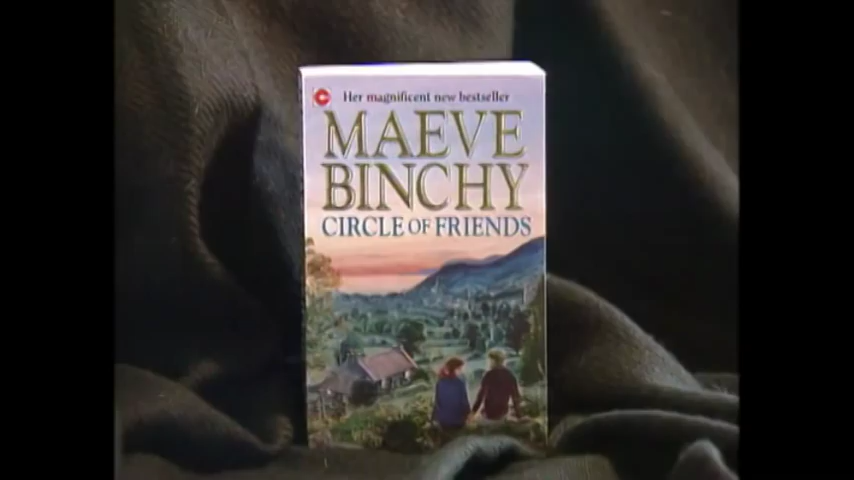 Her magnificent new bestseller
MAEVE
BINCHY
CIRCLE OF FRIENDS